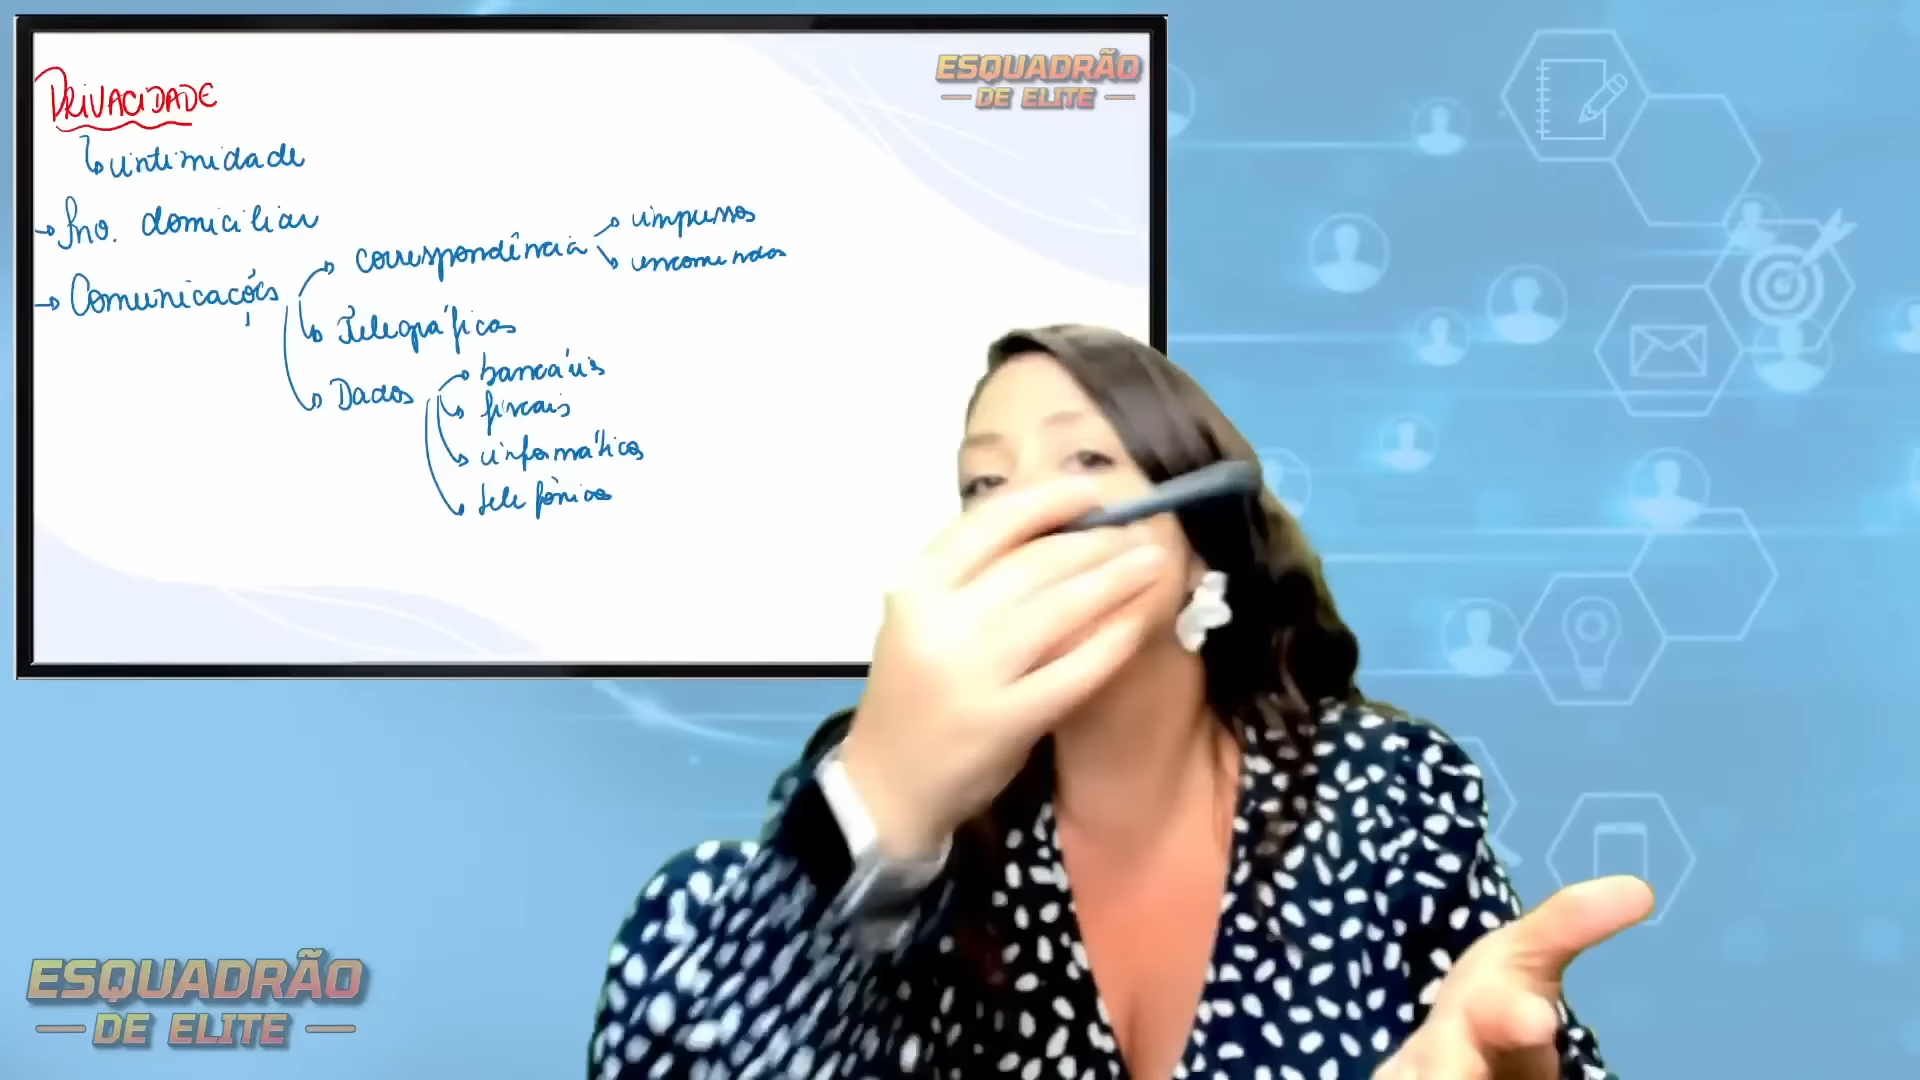 ESQUADRÃO
DE ELITE
PRIVACIDADE
intimidade
Inv. domiciliar
Comunicações
correspondência
impressos
encomendas
Telegráficas
Dados
bancáris
fiscais
informáticos
telefônicos
ESQUADRÃO
DE ELITE